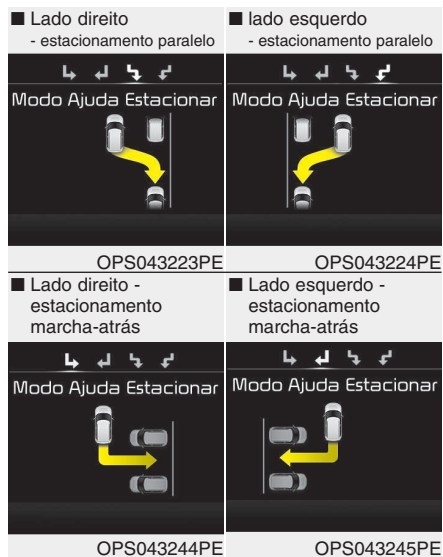 ■ Lado direito
- estacionamento paralelo
Modo Ajuda Estacionar
OPS043223PE
■ lado esquerdo
- estacionamento paralelo
Modo Ajuda Estacionar
OPS043224PE
■ Lado direito -
estacionamento
marcha-atrás
Modo Ajuda Estacionar
OPS043244PE
■ Lado esquerdo -
estacionamento
marcha-atrás
Modo Ajuda Estacionar
OPS043245PE